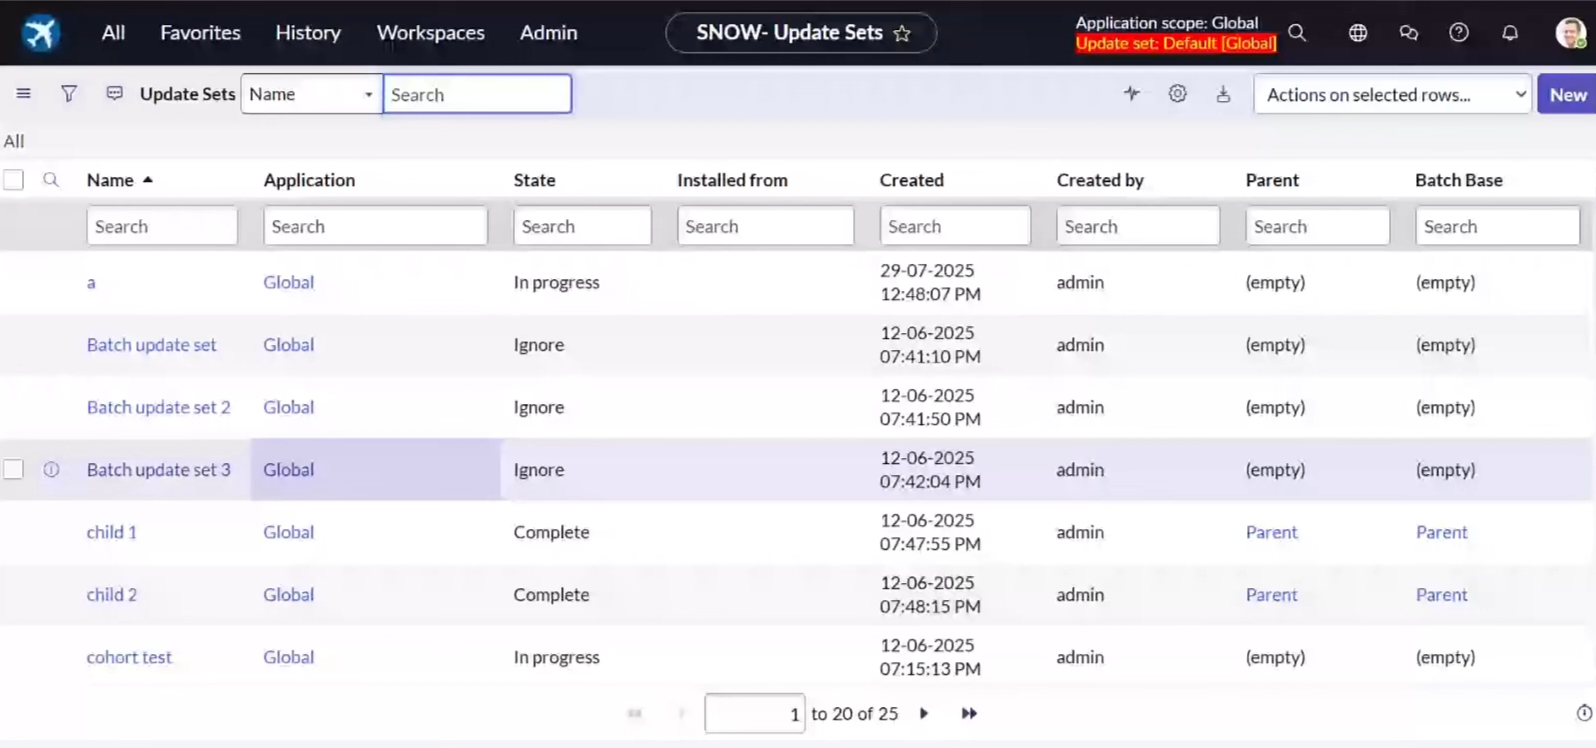 All Favorites History Workspaces Admin SNOW- Update Sets Application scope: Global
Update set: Default [Global]
Update Sets Name Search Actions on selected rows... New
All
Name Application State Installed from Created Created by Parent Batch Base
Search Search Search Search Search Search Search Search
a Global In progress 29-07-2025 12:48:07 PM admin (empty) (empty)
Batch update set Global Ignore 12-06-2025 07:41:10 PM admin (empty) (empty)
Batch update set 2 Global Ignore 12-06-2025 07:41:50 PM admin (empty) (empty)
Batch update set 3 Global Ignore 12-06-2025 07:42:04 PM admin (empty) (empty)
child 1 Global Complete 12-06-2025 07:47:55 PM admin Parent Parent
child 2 Global Complete 12-06-2025 07:48:15 PM admin Parent Parent
cohort test Global In progress 12-06-2025 07:15:13 PM admin (empty) (empty)
1 to 20 of 25